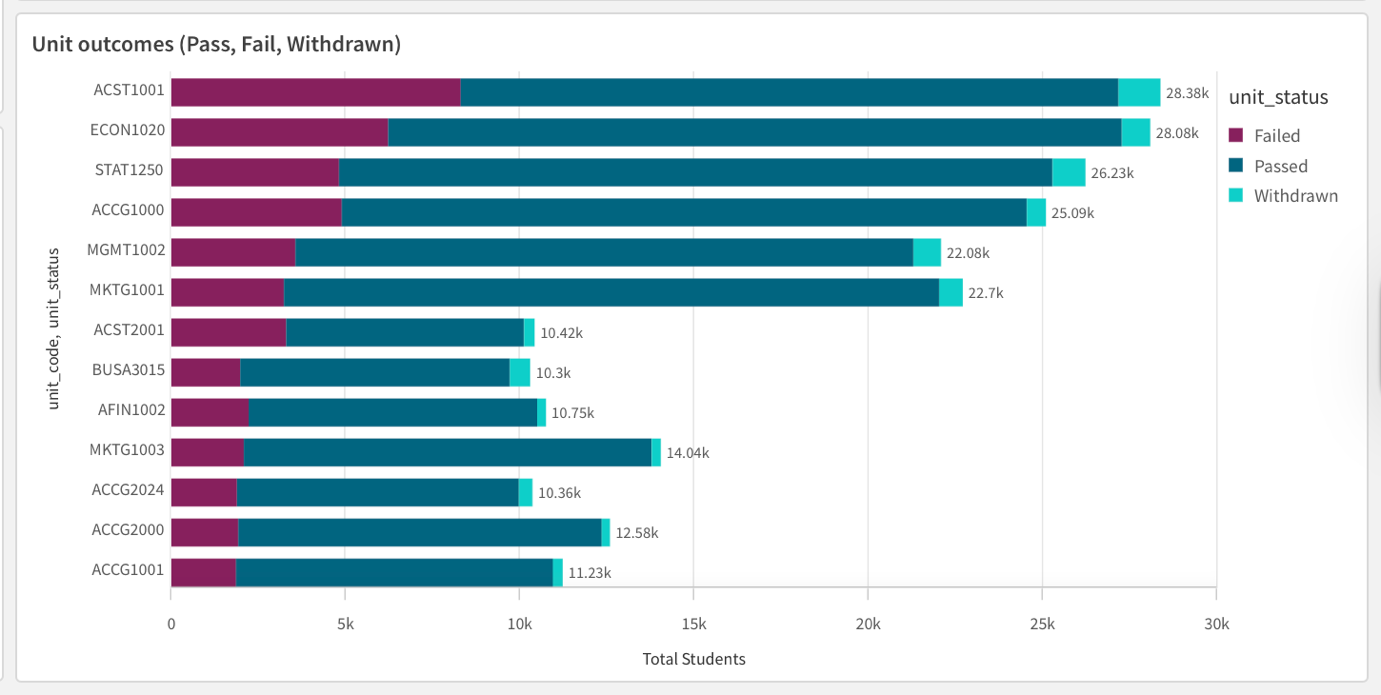 Unit outcomes (Pass, Fail, Withdrawn)
unit_code, unit_status
ACST1001 28.38k
ECON1020 28.08k
STAT1250 26.23k
ACCG1000 25.09k
MGMT1002 22.08k
MKTG1001 22.7k
ACST2001 10.42k
BUSA3015 10.3k
AFIN1002 10.75k
MKTG1003 14.04k
ACCG2024 10.36k
ACCG2000 12.58k
ACCG1001 11.23k
0 5k 10k 15k 20k 25k 30k
Total Students
unit_status
Failed
Passed
Withdrawn